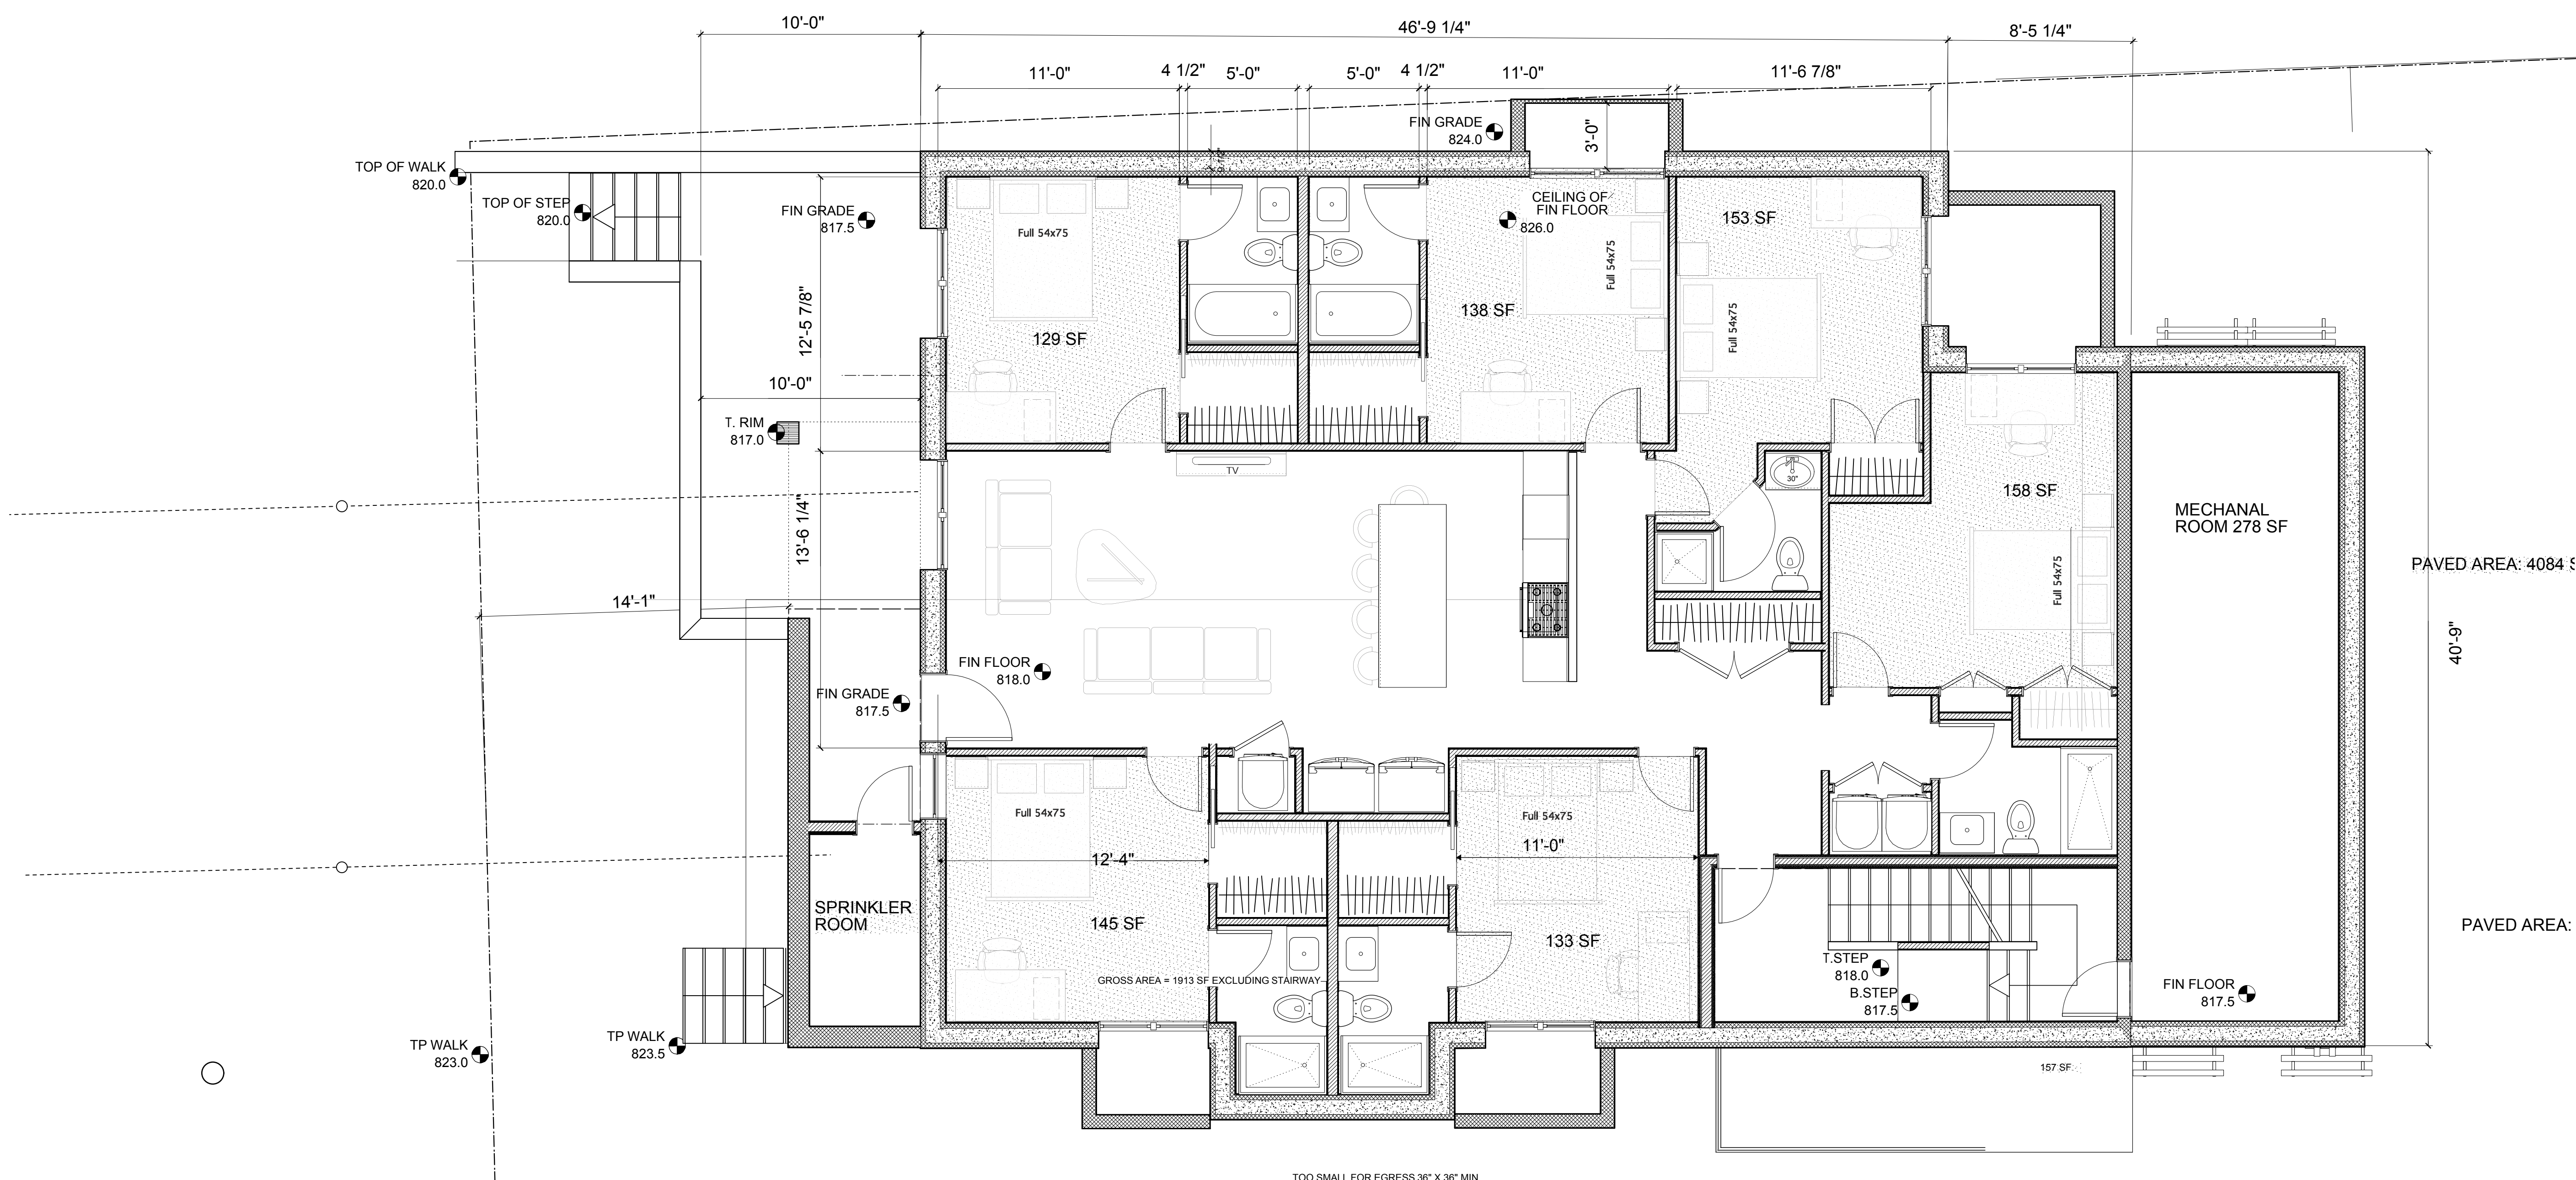 10'-0"
46'-9 1/4"
8'-5 1/4"
11'-0"
4 1/2"
5'-0"
5'-0"
4 1/2"
11'-0"
11'-6 7/8"
FIN GRADE
824.0
3'-0"
TOP OF WALK
820.0
TOP OF STEP
820.0
FIN GRADE
817.5
CEILING OF
FIN FLOOR
826.0
153 SF
Full 54x75
Full 54x75
Full 54x75
138 SF
129 SF
12'-5 7/8"
10'-0"
T. RIM
817.0
TV
30"
158 SF
MECHANAL
ROOM 278 SF
13'-6 1/4"
PAVED AREA: 4084 S
Full 54x75
14'-1"
40'-9"
FIN FLOOR
818.0
FIN GRADE
817.5
Full 54x75
Full 54x75
12'-4"
11'-0"
SPRINKLER
ROOM
145 SF
133 SF
PAVED AREA:
GROSS AREA = 1913 SF EXCLUDING STAIRWAY
T.STEP
818.0
B.STEP
817.5
FIN FLOOR
817.5
TP WALK
823.0
TP WALK
823.5
157 SF
TOO SMALL FOR EGRESS 36" X 36" MIN